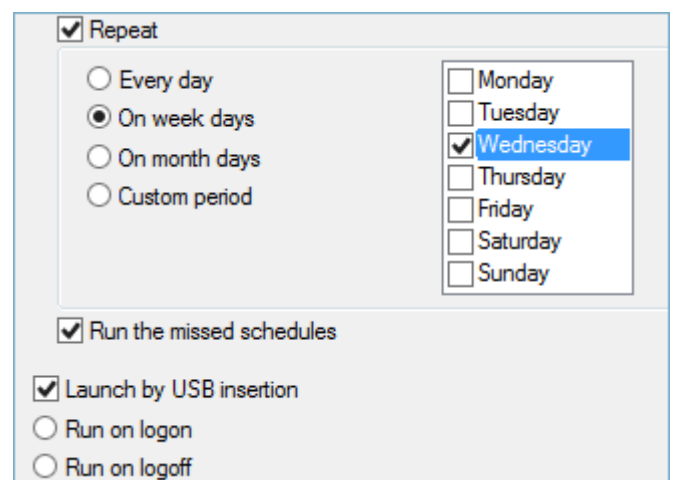 Repeat
Every day
On week days
On month days
Custom period
Monday
Tuesday
Wednesday
Thursday
Friday
Saturday
Sunday
Run the missed schedules
Launch by USB insertion
Run on logon
Run on logoff